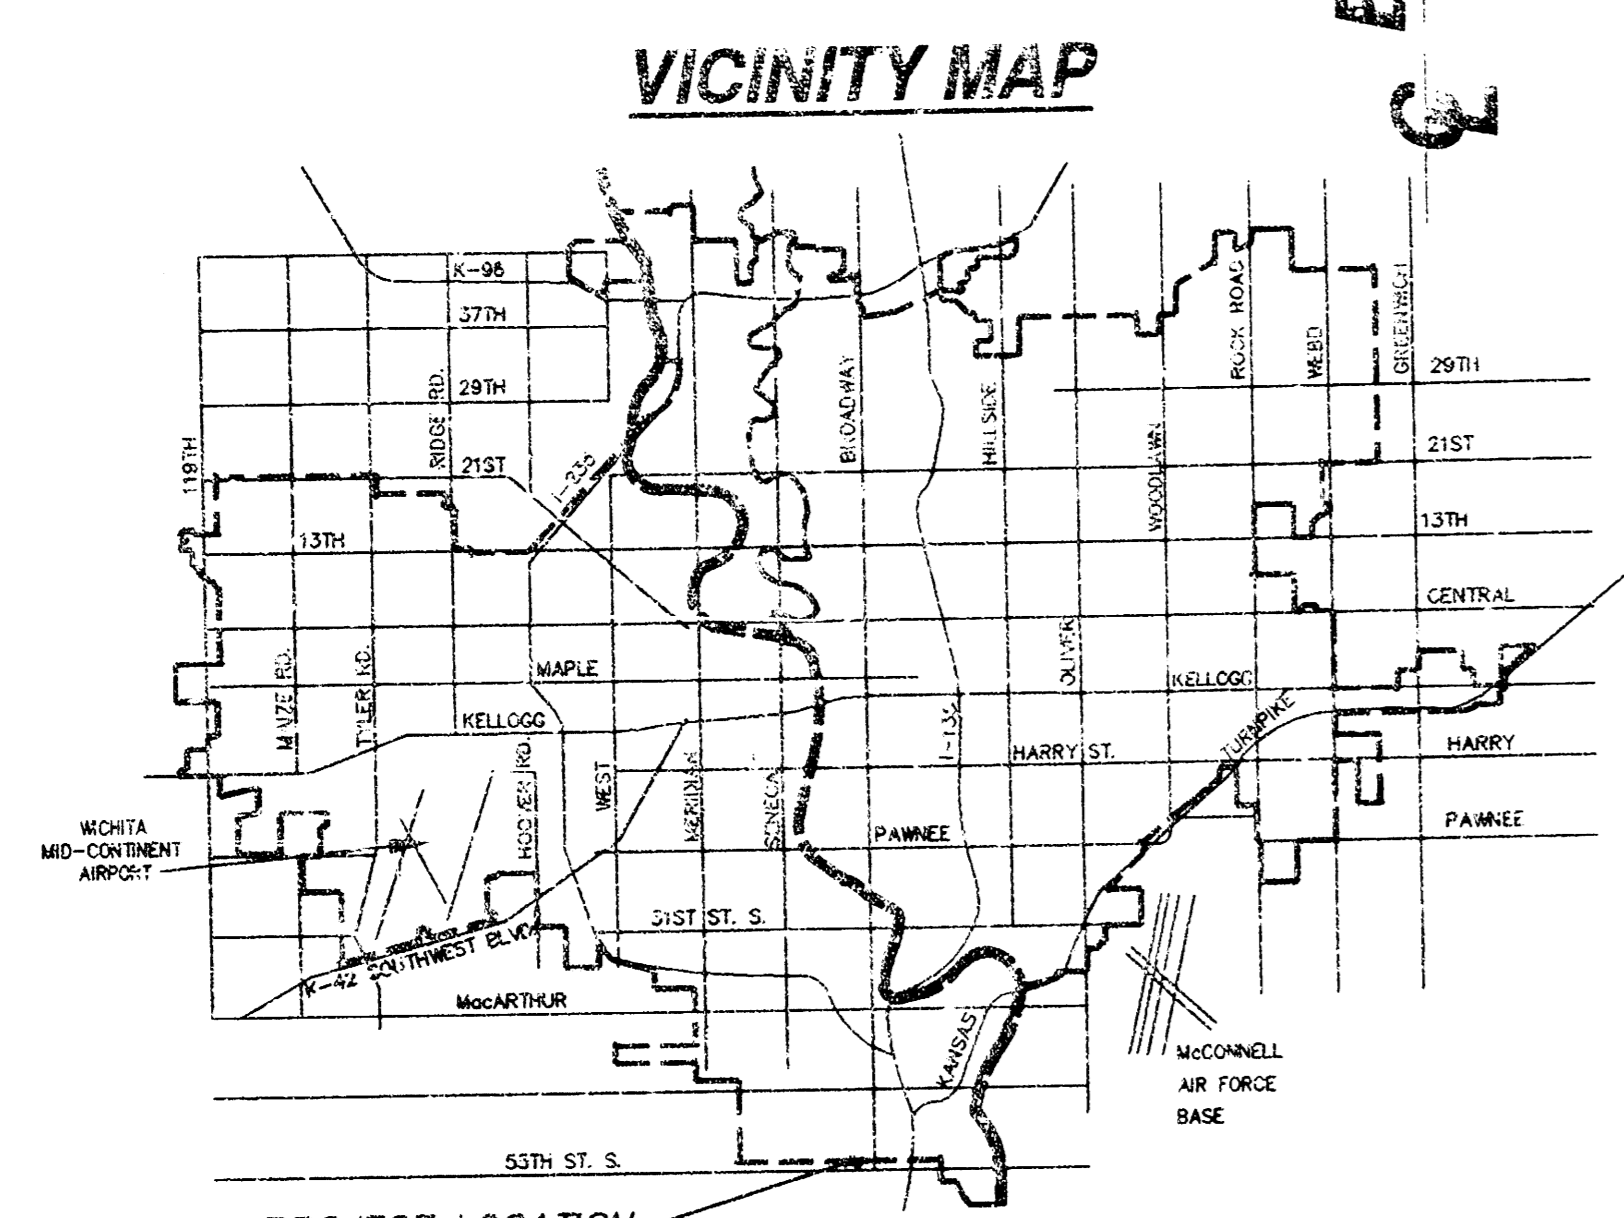 VICINITY MAP
K-96
37TH
29TH
RIDGE RD.
119TH
21ST
I-235
13TH
BROADWAY
HILLSIDE
WOODLAWN
ROCK ROAD
WEBB
GREENWICH
29TH
21ST
13TH
CENTRAL
MAIZE RD.
TYLER RD.
MAPLE
OLIVER
KELLOGG
KELLOGG
HOOVER RD.
WEST
MERIDIAN
SENECA
I-135
HARRY ST.
TURNPIKE
HARRY
WICHITA
MID-CONTINENT
AIRPORT
PAWNEE
PAWNEE
31ST ST. S.
K-42 SOUTHWEST BLVD.
MacARTHUR
KANSAS
McCONNELL
AIR FORCE
BASE
55TH ST. S.
LOCATION